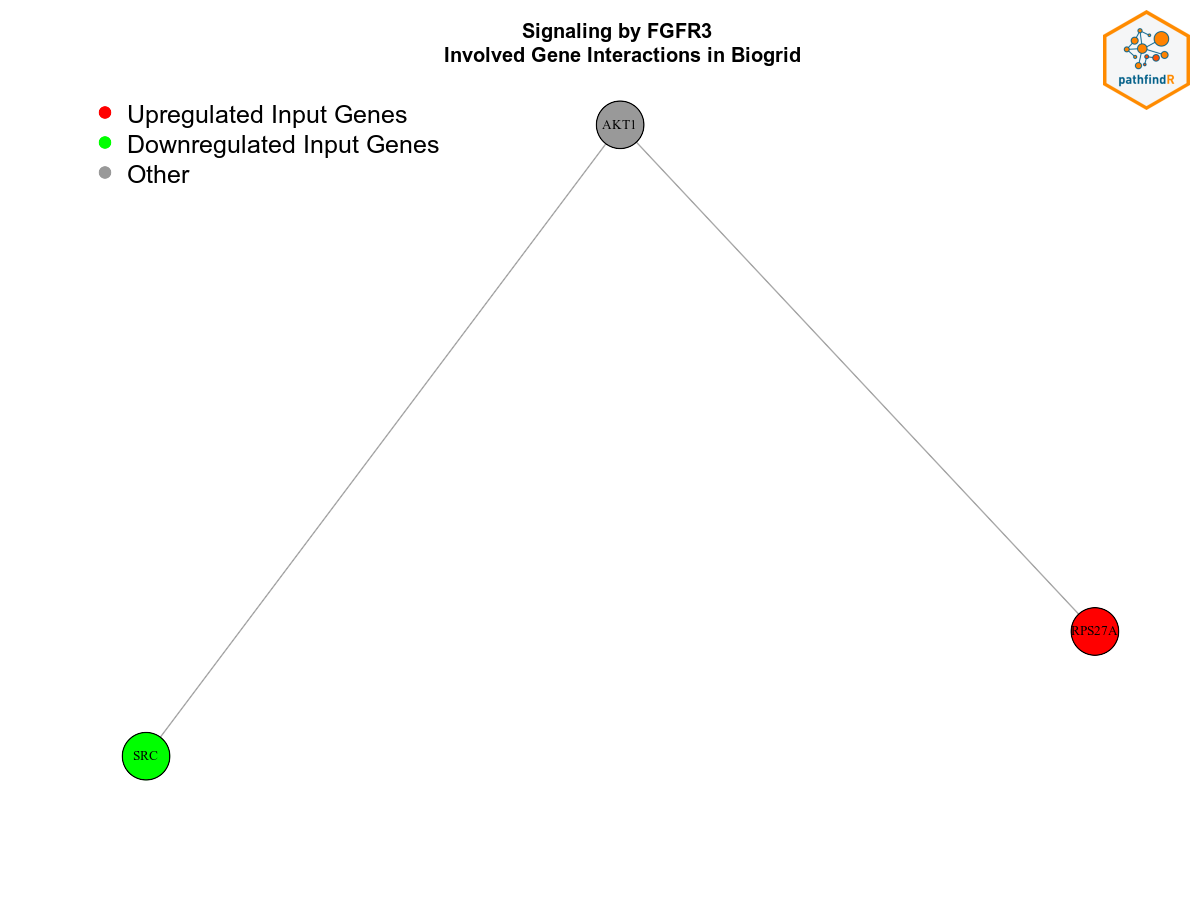 Signaling by FGFR3
Involved Gene Interactions in Biogrid
pathfindR
Upregulated Input Genes
Downregulated Input Genes
Other
AKT1
RPS27A
SRC